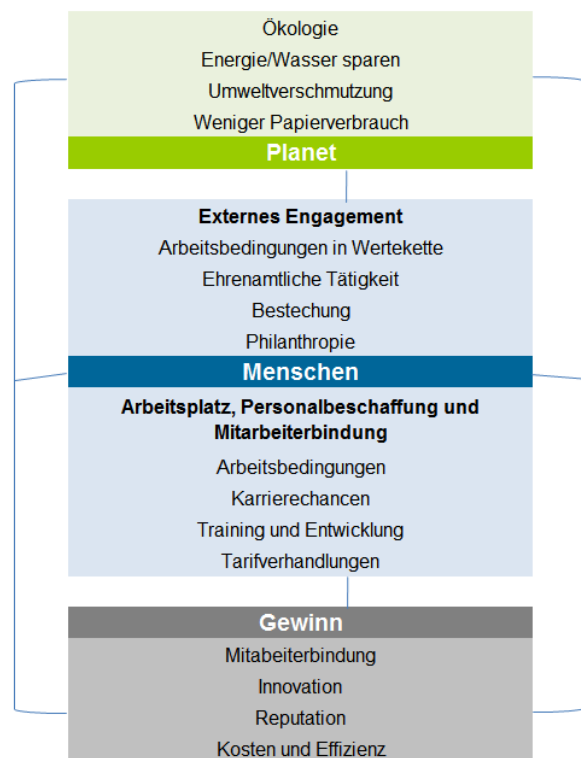 Ökologie
Energie/Wasser sparen
Umweltverschmutzung
Weniger Papierverbrauch
Planet
Externes Engagement
Arbeitsbedingungen in Wertekette
Ehrenamtliche Tätigkeit
Bestechung
Philanthropie
Menschen
Arbeitsplatz, Personalbeschaffung und
Mitarbeiterbindung
Arbeitsbedingungen
Karrierechancen
Training und Entwicklung
Tarifverhandlungen
Gewinn
Mitabeiterbindung
Innovation
Reputation
Kosten und Effizienz